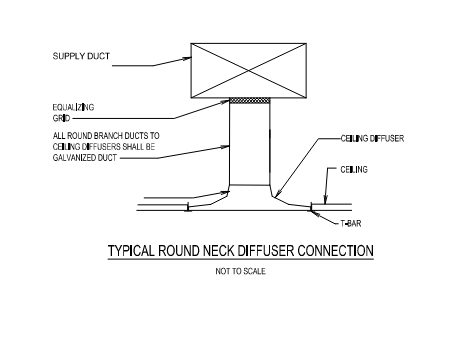 SUPPLY DUCT
EQUALIZING
GRID
ALL ROUND BRANCH DUCTS TO
CEILING DIFFUSERS SHALL BE
GALVANIZED DUCT
CEILING DIFFUSER
CEILING
T-BAR
TYPICAL ROUND NECK DIFFUSER CONNECTION
NOT TO SCALE